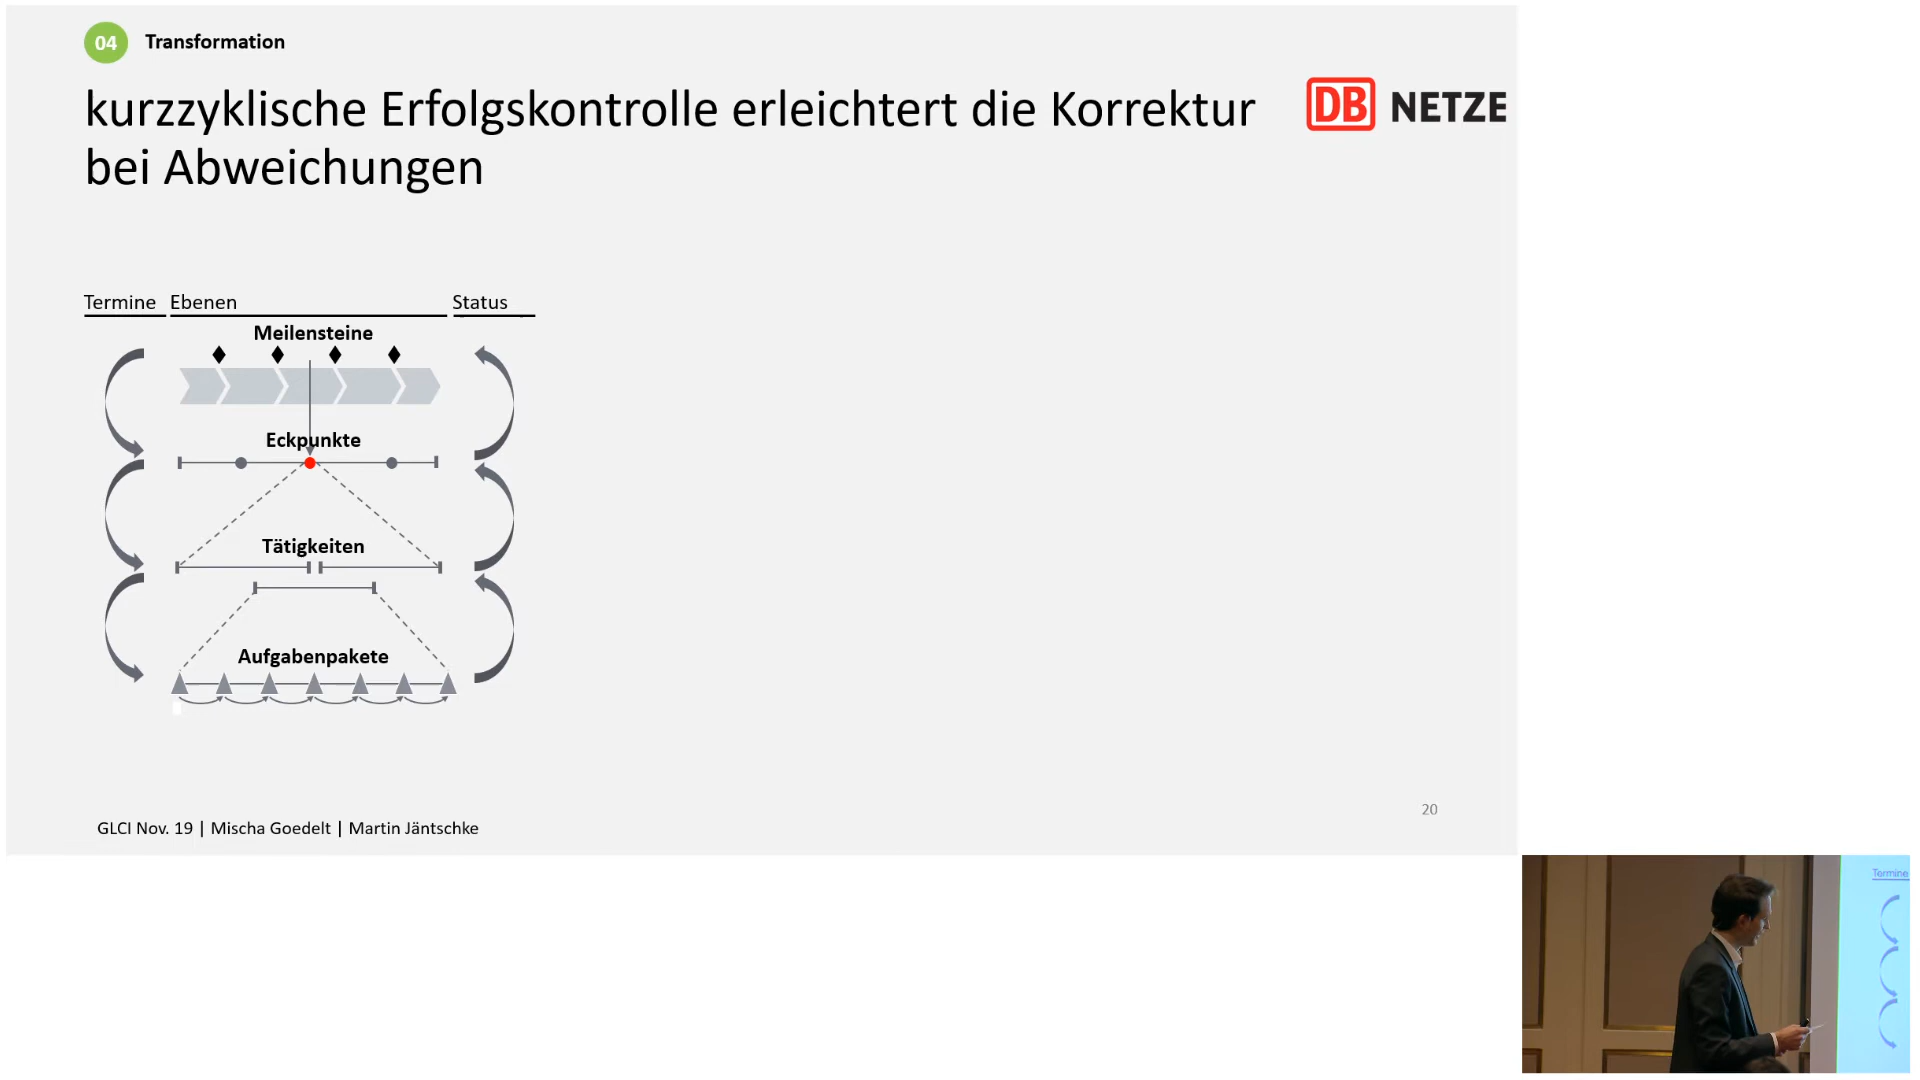 04 Transformation
kurzzyklische Erfolgskontrolle erleichtert die Korrektur
bei Abweichungen
DB NETZE
Termine Ebenen Status
Meilensteine
Eckpunkte
Tätigkeiten
Aufgabenpakete
20
GLCI Nov. 19 | Mischa Goedelt | Martin Jäntschke
Termine